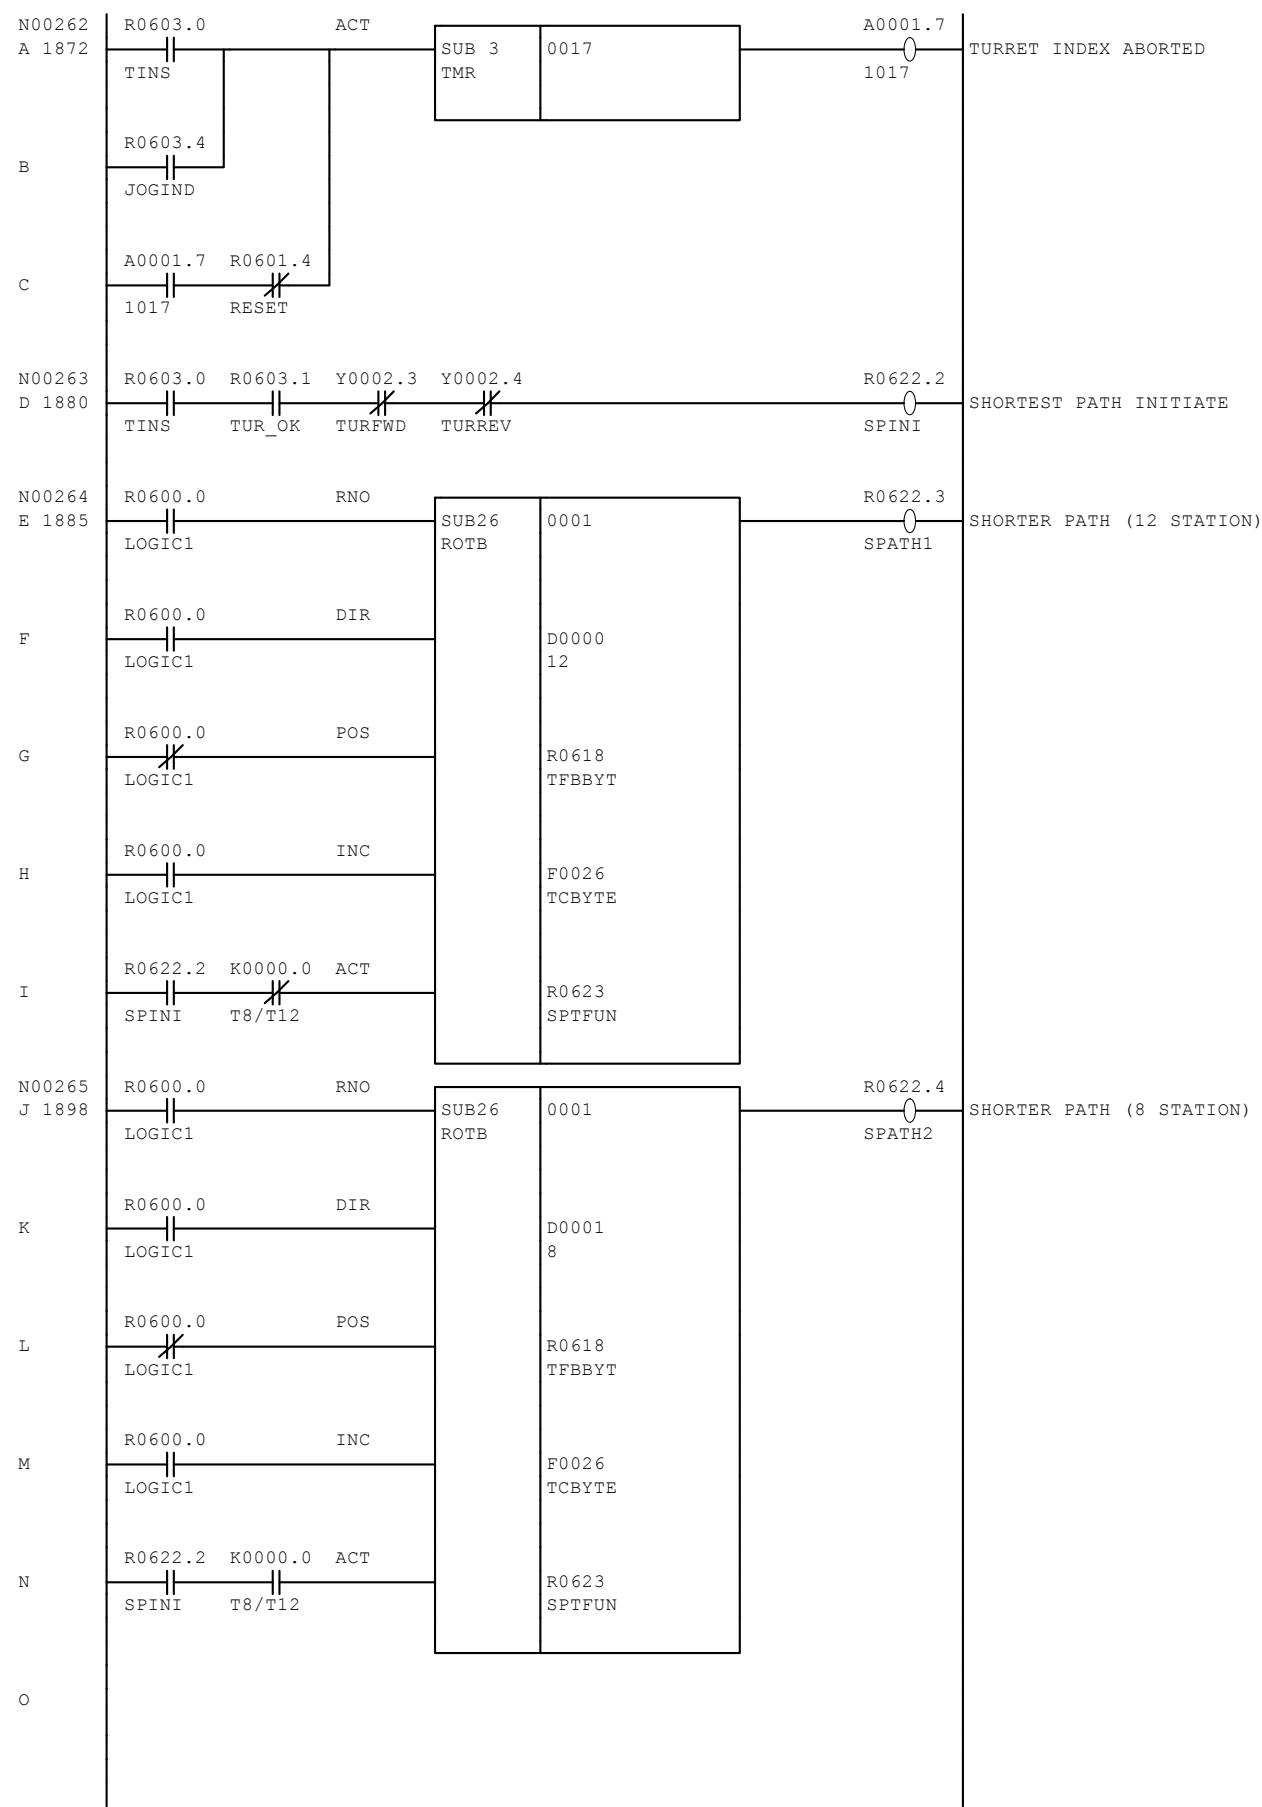 N00262 R0603.0 ACT A0001.7
A 1872 SUB 3 0017 TURRET INDEX ABORTED
TINS TMR 1017
R0603.4
B
JOGIND
A0001.7 R0601.4
C
1017 RESET
N00263 R0603.0 R0603.1 Y0002.3 Y0002.4 R0622.2
D 1880 SHORTEST PATH INITIATE
TINS TUR_OK TURFWD TURREV SPINI
N00264 R0600.0 RNO R0622.3
E 1885 SUB26 0001 SHORTER PATH (12 STATION)
LOGIC1 ROTB SPATH1
R0600.0 DIR
F D0000
LOGIC1 12
R0600.0 POS
G R0618
LOGIC1 TFBBYT
R0600.0 INC
H F0026
LOGIC1 TCBYTE
R0622.2 K0000.0 ACT
I R0623
SPINI T8/T12 SPTFUN
N00265 R0600.0 RNO R0622.4
J 1898 SUB26 0001 SHORTER PATH (8 STATION)
LOGIC1 ROTB SPATH2
R0600.0 DIR
K D0001
LOGIC1 8
R0600.0 POS
L R0618
LOGIC1 TFBBYT
R0600.0 INC
M F0026
LOGIC1 TCBYTE
R0622.2 K0000.0 ACT
N R0623
SPINI T8/T12 SPTFUN
O